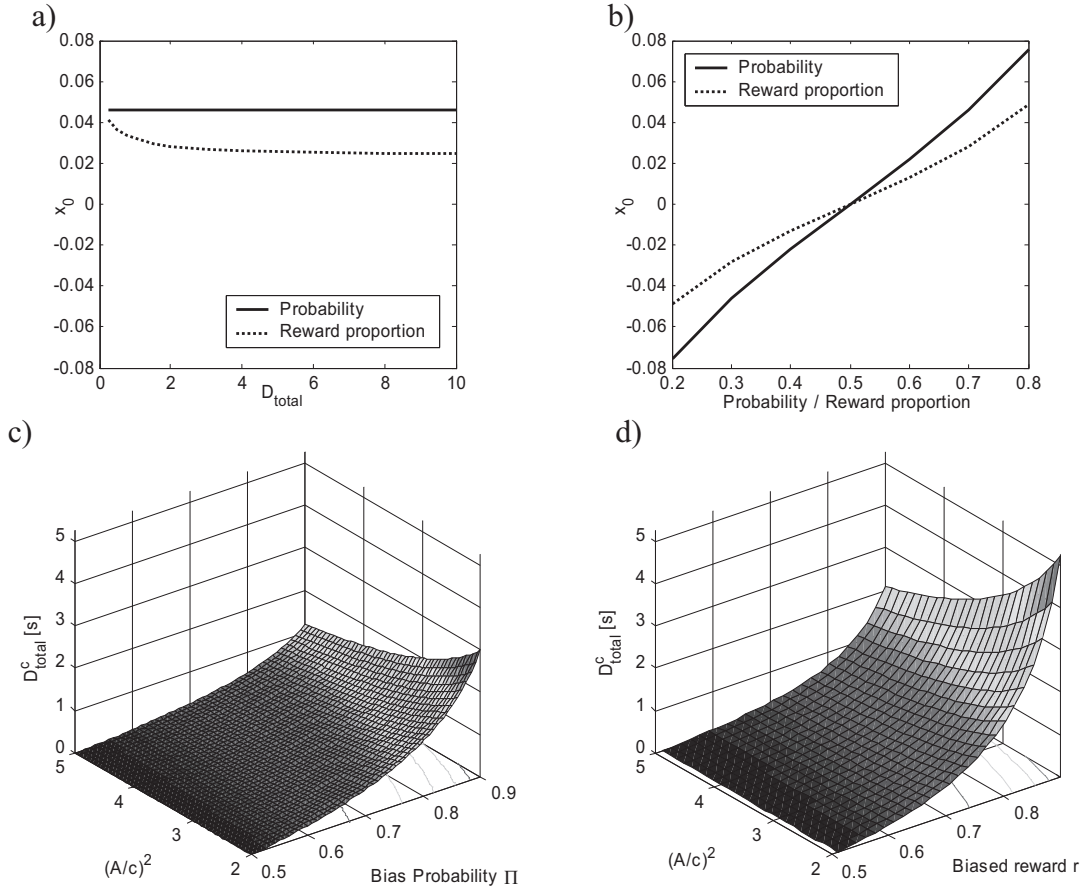 a)
0.08
0.06
0.04
0.02
0
-0.02
-0.04
-0.06
-0.08
x_0
Probability
Reward proportion
0 2 4 6 8 10
D_total
b)
0.08
0.06
0.04
0.02
0
-0.02
-0.04
-0.06
-0.08
x_0
Probability
Reward proportion
0.2 0.3 0.4 0.5 0.6 0.7 0.8
Probability / Reward proportion
c)
5
4
3
2
1
0
D^c_total [s]
5
4
3
2
(A/c)^2
0.5
0.6
0.7
0.8
0.9
Bias Probability Π
d)
5
4
3
2
1
0
D^c_total [s]
5
4
3
2
(A/c)^2
0.5
0.6
0.7
0.8
Biased reward r